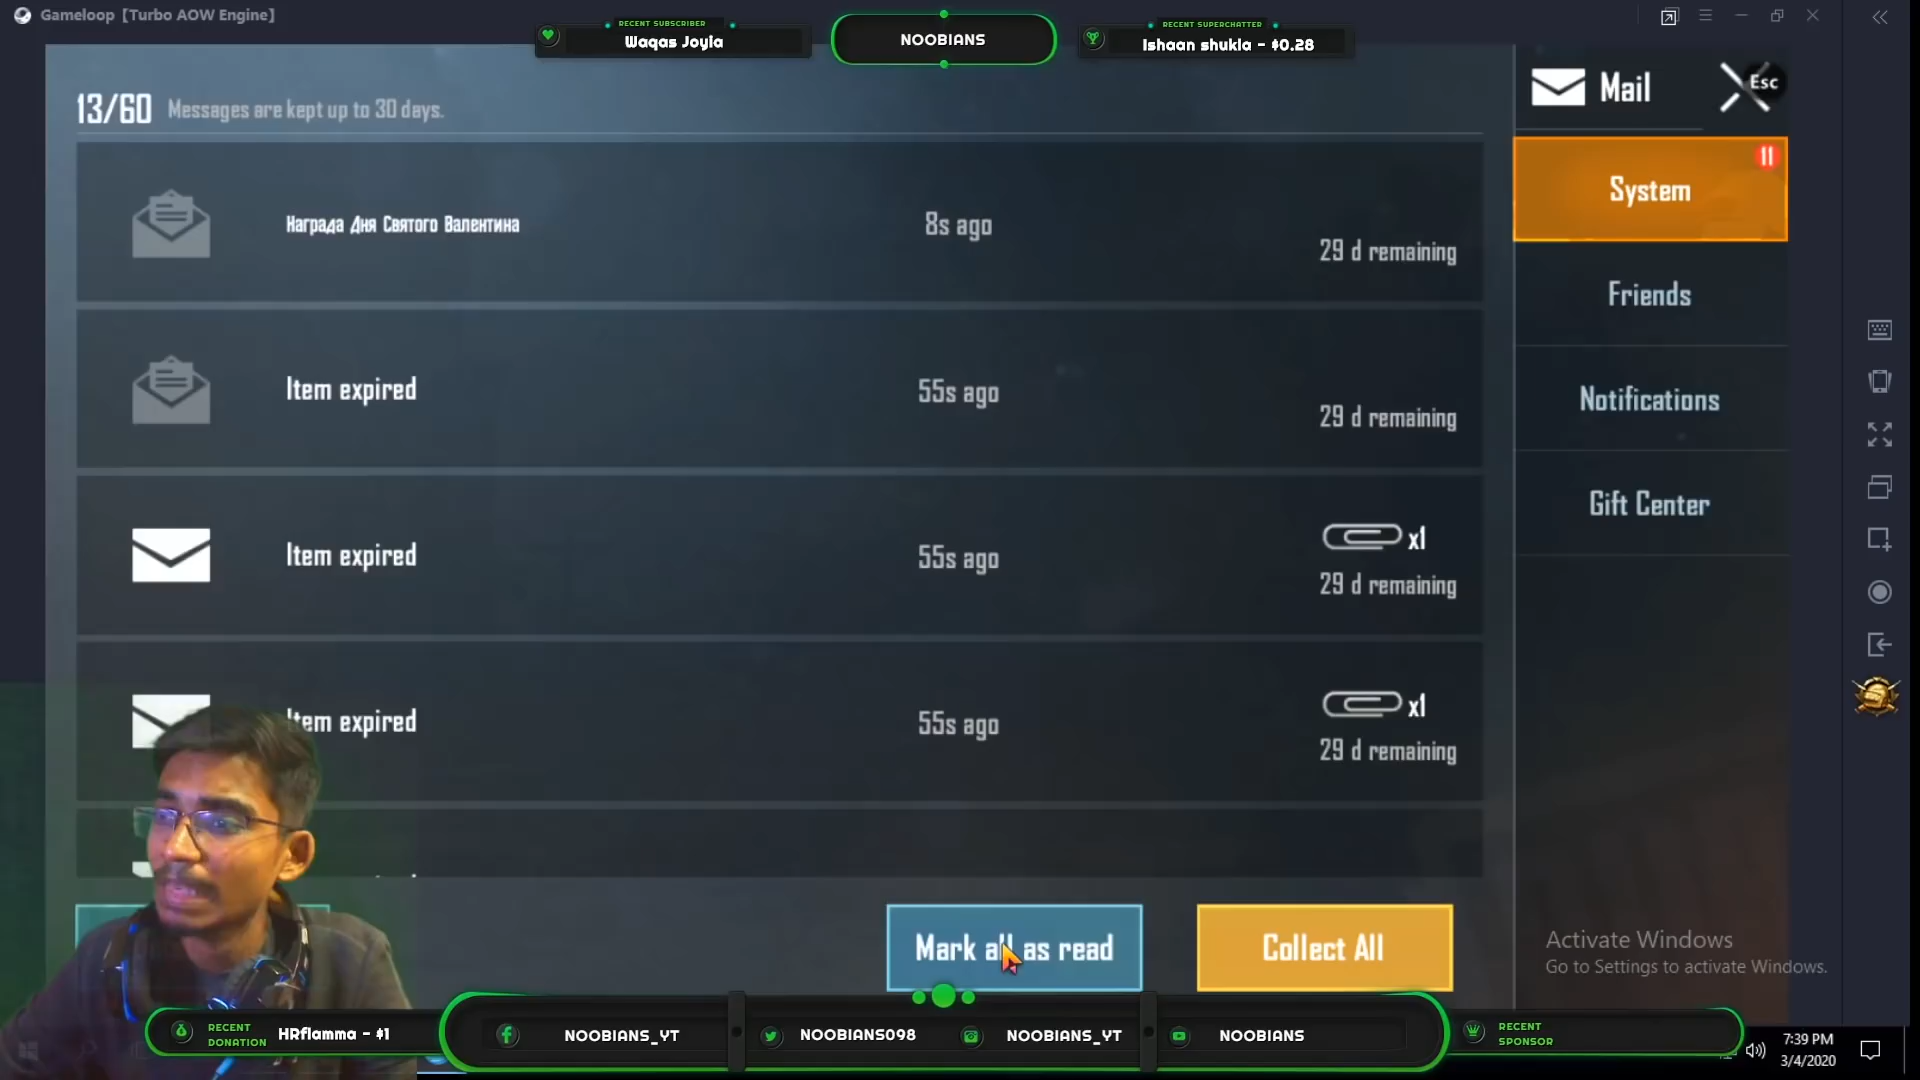 Gameloop【Turbo AOW Engine】
RECENT SUBSCRIBER
Waqas Joyia
NOOBIANS
RECENT SUPERCHATTER
Ishaan shukla - $0.28
13/60 Messages are kept up to 30 days.
Mail
Esc
Награда Дня Святого Валентина
8s ago
29 d remaining
Item expired
55s ago
29 d remaining
Item expired
55s ago
x1
29 d remaining
Item expired
55s ago
x1
29 d remaining
System
11
Friends
Notifications
Gift Center
Mark all as read
Collect All
Activate Windows
Go to Settings to activate Windows.
RECENT
DONATION
HRflamma - $1
NOOBIANS_YT
NOOBIANS098
NOOBIANS_YT
NOOBIANS
RECENT
SPONSOR
7:39 PM
3/4/2020